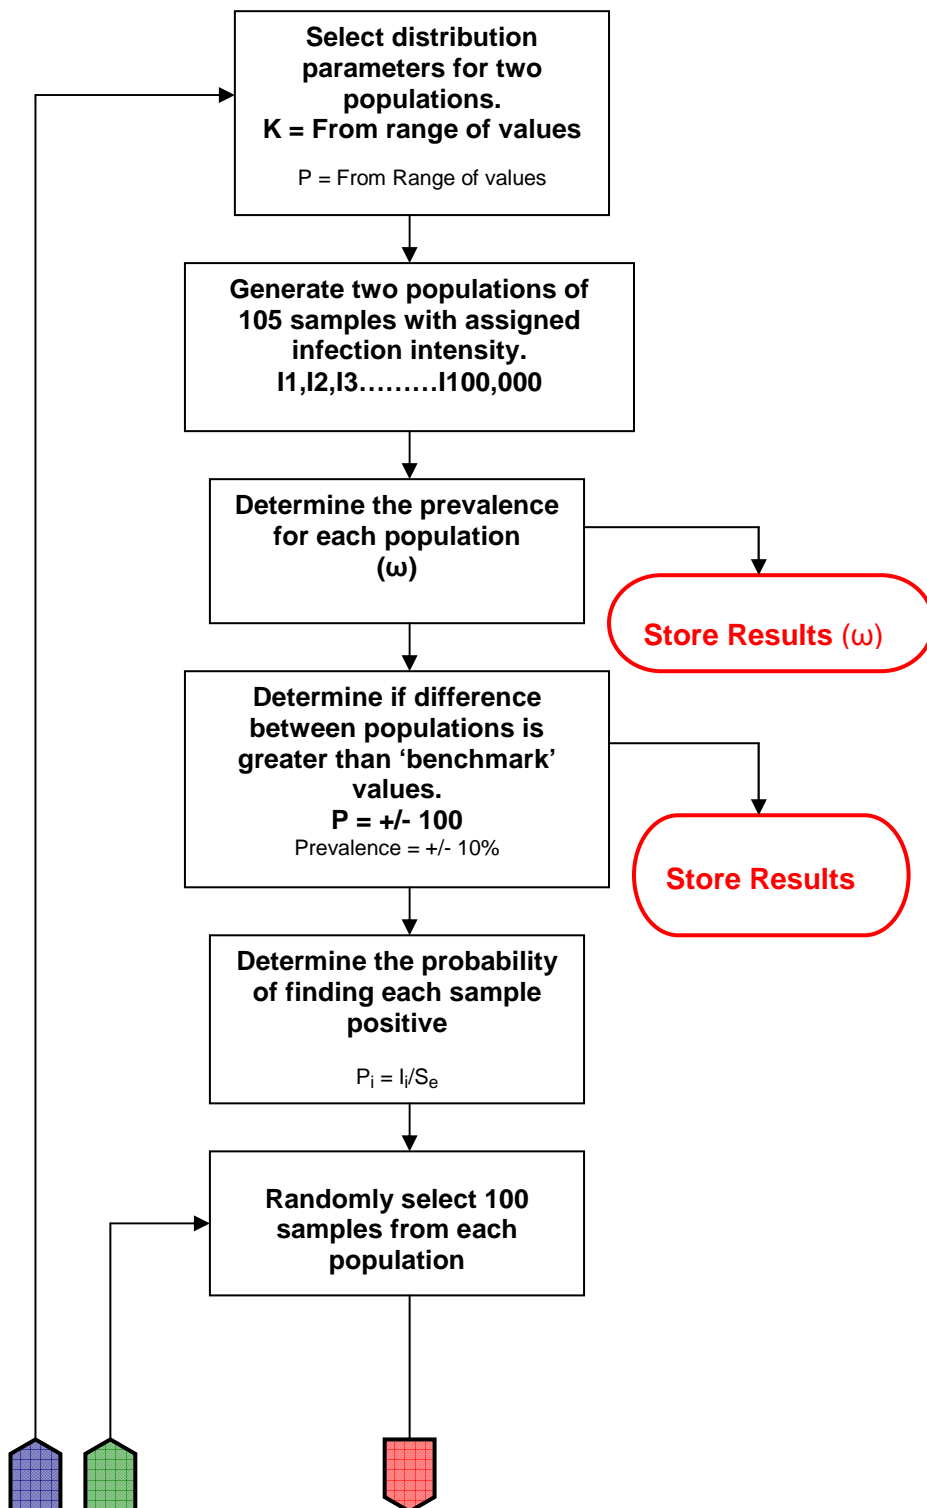 Select distribution
parameters for two
populations.
K = From range of values
P = From Range of values
Generate two populations of
105 samples with assigned
infection intensity.
I1,I2,I3………I100,000
Determine the prevalence
for each population
(ω)
Store Results (ω)
Determine if difference
between populations is
greater than ‘benchmark’
values.
P = +/- 100
Prevalence = +/- 10%
Store Results
Determine the probability
of finding each sample
positive
Pi = Ii/Se
Randomly select 100
samples from each
population